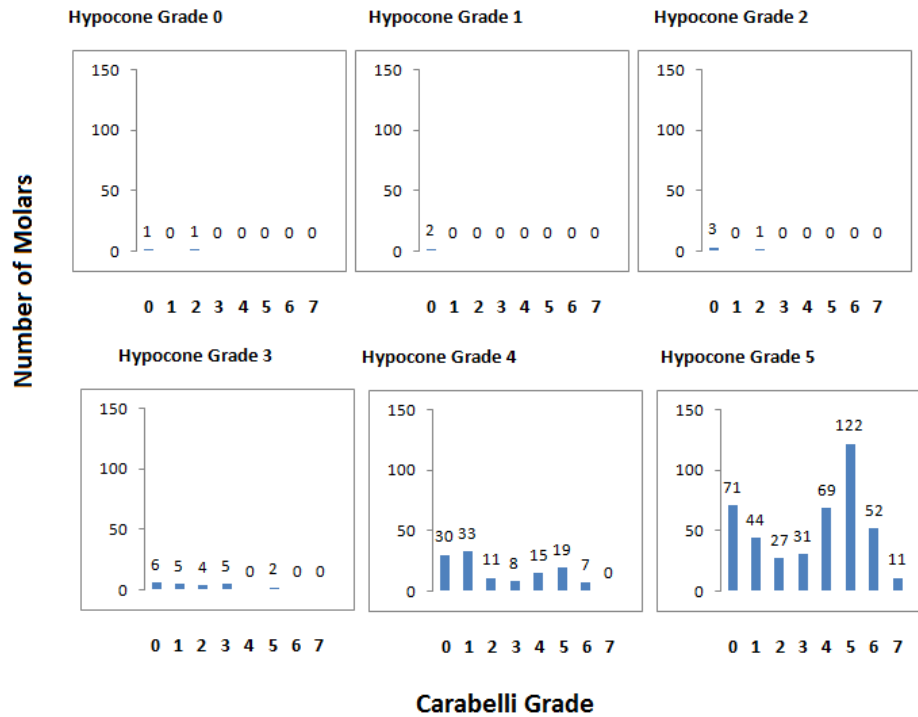 Hypocone Grade 0
Hypocone Grade 1
Hypocone Grade 2
Number of Molars
150
100
50
0
1 0 1 0 0 0 0 0
0 1 2 3 4 5 6 7
150
100
50
0
2 0 0 0 0 0 0 0
0 1 2 3 4 5 6 7
150
100
50
0
3 0 1 0 0 0 0 0
0 1 2 3 4 5 6 7
Hypocone Grade 3
Hypocone Grade 4
Hypocone Grade 5
150
100
50
0
6 5 4 5 0 2 0 0
0 1 2 3 4 5 6 7
150
100
50
0
30 33 11 8 15 19 7 0
0 1 2 3 4 5 6 7
150
100
50
0
71 44 27 31 69 122 52 11
0 1 2 3 4 5 6 7
Carabelli Grade